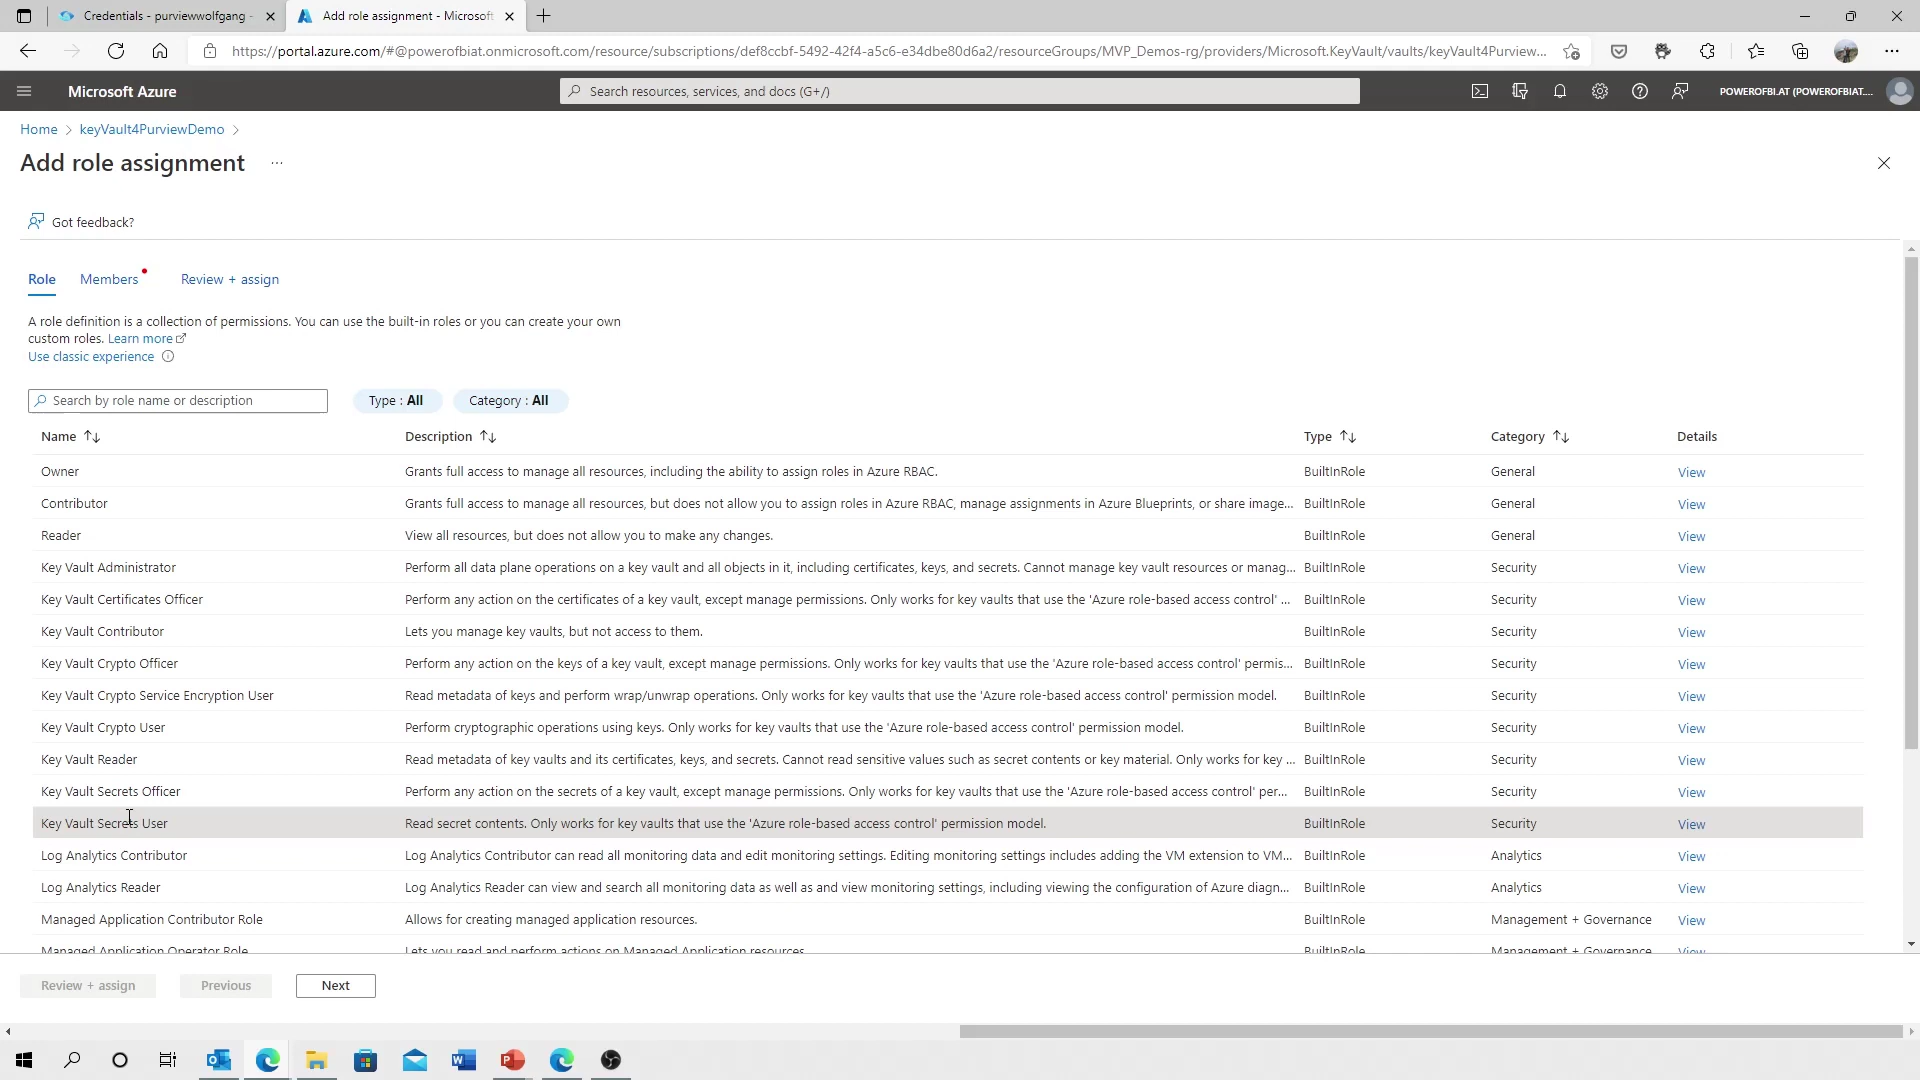 Credentials - purviewwolfgang -
Add role assignment - Microsoft
https://portal.azure.com/#@powerofbiat.onmicrosoft.com/resource/subscriptions/def8ccbf-5492-42f4-a5c6-e34dbe80d6a2/resourceGroups/MVP_Demos-rg/providers/Microsoft.KeyVault/vaults/keyVault4Purview...
Microsoft Azure
Search resources, services, and docs (G+/)
POWEROFBI.AT (POWEROFBIAT....
Home > keyVault4PurviewDemo >
Add role assignment ...
Got feedback?
Role Members Review + assign
A role definition is a collection of permissions. You can use the built-in roles or you can create your own
custom roles. Learn more
Use classic experience
Search by role name or description Type : All Category : All
Name Description Type Category Details
Owner Grants full access to manage all resources, including the ability to assign roles in Azure RBAC. BuiltInRole General View
Contributor Grants full access to manage all resources, but does not allow you to assign roles in Azure RBAC, manage assignments in Azure Blueprints, or share image... BuiltInRole General View
Reader View all resources, but does not allow you to make any changes. BuiltInRole General View
Key Vault Administrator Perform all data plane operations on a key vault and all objects in it, including certificates, keys, and secrets. Cannot manage key vault resources or manag... BuiltInRole Security View
Key Vault Certificates Officer Perform any action on the certificates of a key vault, except manage permissions. Only works for key vaults that use the 'Azure role-based access control' ... BuiltInRole Security View
Key Vault Contributor Lets you manage key vaults, but not access to them. BuiltInRole Security View
Key Vault Crypto Officer Perform any action on the keys of a key vault, except manage permissions. Only works for key vaults that use the 'Azure role-based access control' permis... BuiltInRole Security View
Key Vault Crypto Service Encryption User Read metadata of keys and perform wrap/unwrap operations. Only works for key vaults that use the 'Azure role-based access control' permission model. BuiltInRole Security View
Key Vault Crypto User Perform cryptographic operations using keys. Only works for key vaults that use the 'Azure role-based access control' permission model. BuiltInRole Security View
Key Vault Reader Read metadata of key vaults and its certificates, keys, and secrets. Cannot read sensitive values such as secret contents or key material. Only works for key ... BuiltInRole Security View
Key Vault Secrets Officer Perform any action on the secrets of a key vault, except manage permissions. Only works for key vaults that use the 'Azure role-based access control' per... BuiltInRole Security View
Key Vault Secrets User Read secret contents. Only works for key vaults that use the 'Azure role-based access control' permission model. BuiltInRole Security View
Log Analytics Contributor Log Analytics Contributor can read all monitoring data and edit monitoring settings. Editing monitoring settings includes adding the VM extension to VM... BuiltInRole Analytics View
Log Analytics Reader Log Analytics Reader can view and search all monitoring data as well as and view monitoring settings, including viewing the configuration of Azure diagn... BuiltInRole Analytics View
Managed Application Contributor Role Allows for creating managed application resources. BuiltInRole Management + Governance View
Managed Application Operator Role Lets you read and perform actions on Managed Application resources BuiltInRole Management + Governance View
Review + assign Previous Next